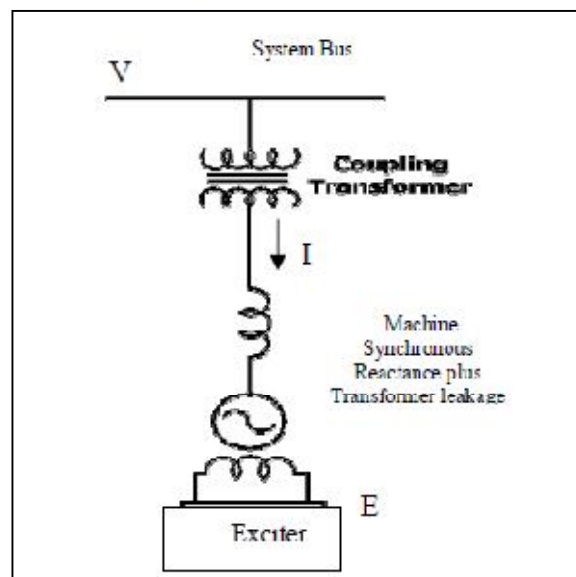 System Bus
V
Coupling
Transformer
I
Machine
Synchronous
Reactance plus
Transformer leakage
E
Exciter